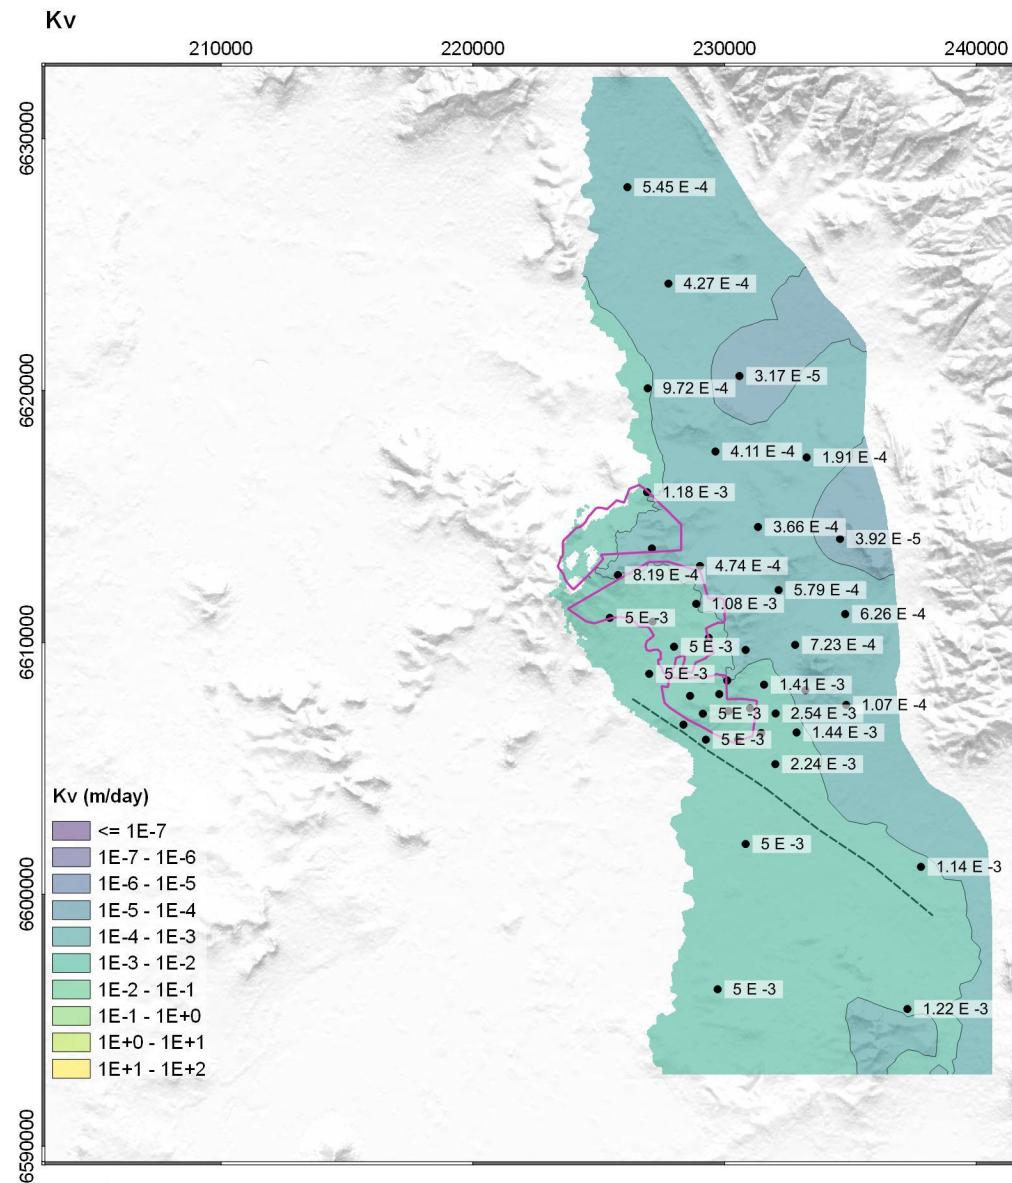 Kv
210000
220000
230000
240000
6630000
6620000
6610000
6600000
6590000
5.45 E -4
4.27 E -4
3.17 E -5
9.72 E -4
4.11 E -4
1.91 E -4
1.18 E -3
3.66 E -4
3.92 E -5
4.74 E -4
8.19 E -4
5.79 E -4
1.08 E -3
6.26 E -4
5 E -3
5 E -3
7.23 E -4
5 E -3
1.41 E -3
1.07 E -4
5 E -3
2.54 E -3
1.44 E -3
5 E -3
2.24 E -3
5 E -3
1.14 E -3
5 E -3
1.22 E -3
Kv (m/day)
<= 1E-7
1E-7 - 1E-6
1E-6 - 1E-5
1E-5 - 1E-4
1E-4 - 1E-3
1E-3 - 1E-2
1E-2 - 1E-1
1E-1 - 1E+0
1E+0 - 1E+1
1E+1 - 1E+2